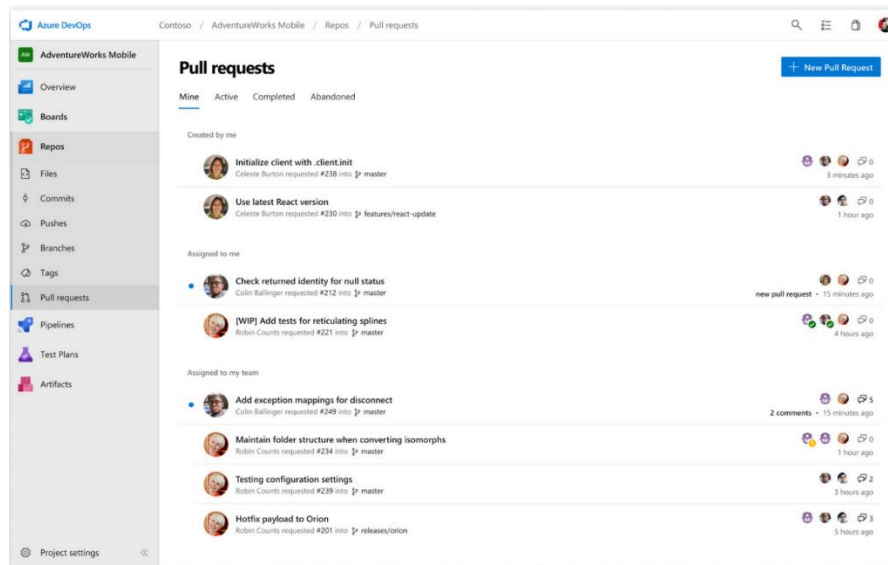 Azure DevOps
Contoso / AdventureWorks Mobile / Repos / Pull requests
AW AdventureWorks Mobile
Overview
Boards
Repos
Files
Commits
Pushes
Branches
Tags
Pull requests
Pipelines
Test Plans
Artifacts
Project settings
Pull requests
New Pull Request
Mine Active Completed Abandoned
Created by me
Initialize client with .client.init
0
Celeste Burton requested #238 into master
3 minutes ago
Use latest React version
0
Celeste Burton requested #230 into features/react-update
1 hour ago
Assigned to me
Check returned identity for null status
0
Colin Ballinger requested #212 into master
new pull request • 15 minutes ago
[WIP] Add tests for reticulating splines
0
Robin Counts requested #221 into master
4 hours ago
Assigned to my team
Add exception mappings for disconnect
5
Colin Ballinger requested #249 into master
2 comments • 15 minutes ago
Maintain folder structure when converting isomorphs
0
Robin Counts requested #234 into master
1 hour ago
Testing configuration settings
2
Robin Counts requested #239 into master
3 hours ago
Hotfix payload to Orion
3
Robin Counts requested #201 into releases/orion
5 hours ago